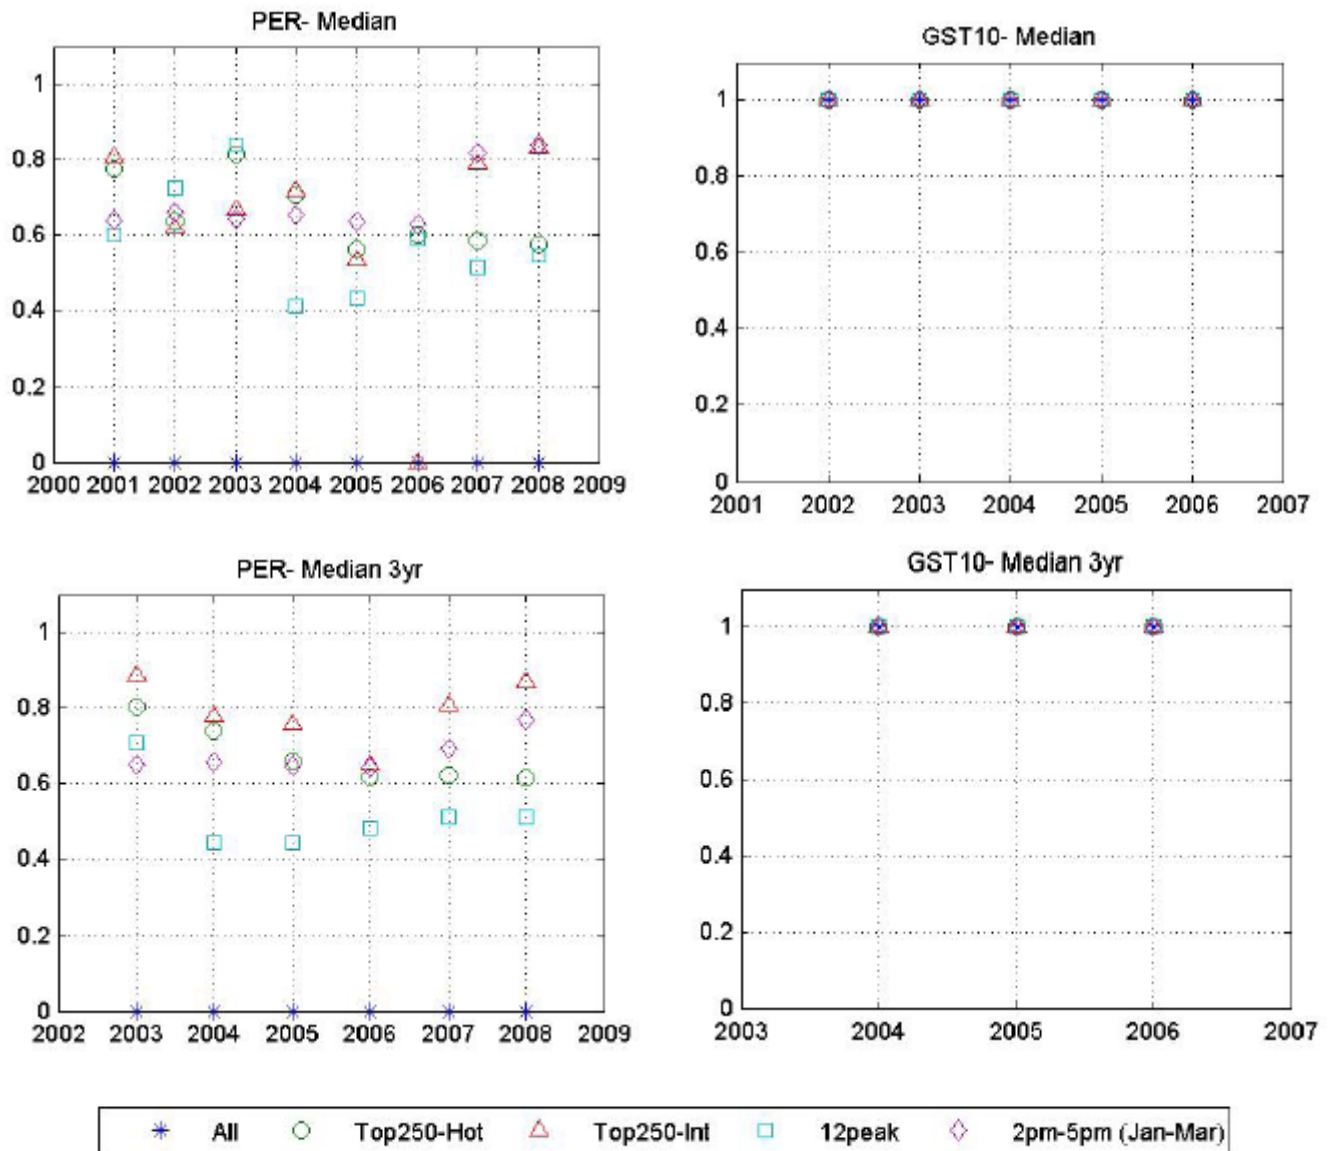 PER- Median
1
0.8
0.6
0.4
0.2
0
2000 2001 2002 2003 2004 2005 2006 2007 2008 2009
GST10- Median
1
0.8
0.6
0.4
0.2
0
2001 2002 2003 2004 2005 2006 2007
PER- Median 3yr
1
0.8
0.6
0.4
0.2
0
2002 2003 2004 2005 2006 2007 2008 2009
GST10- Median 3yr
1
0.8
0.6
0.4
0.2
0
2003 2004 2005 2006 2007
All Top250-Hot Top250-Int 12peak 2pm-5pm (Jan-Mar)